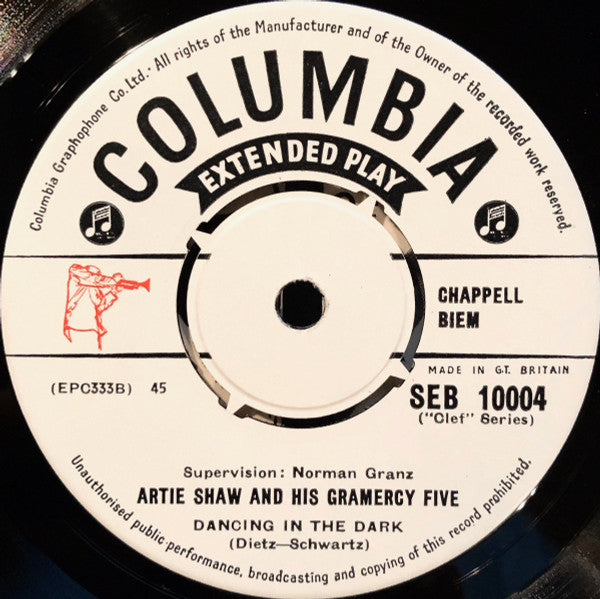 Columbia Graphophone Co. Ltd. · All rights of the Manufacturer and of the Owner of the recorded work reserved.
COLUMBIA
EXTENDED PLAY
CHAPPELL
BIEM
MADE IN GT. BRITAIN
(EPC333B) 45
SEB 10004
("Clef" Series)
Supervision: Norman Granz
ARTIE SHAW AND HIS GRAMERCY FIVE
DANCING IN THE DARK
(Dietz—Schwartz)
Unauthorised public performance, broadcasting and copying of this record prohibited.